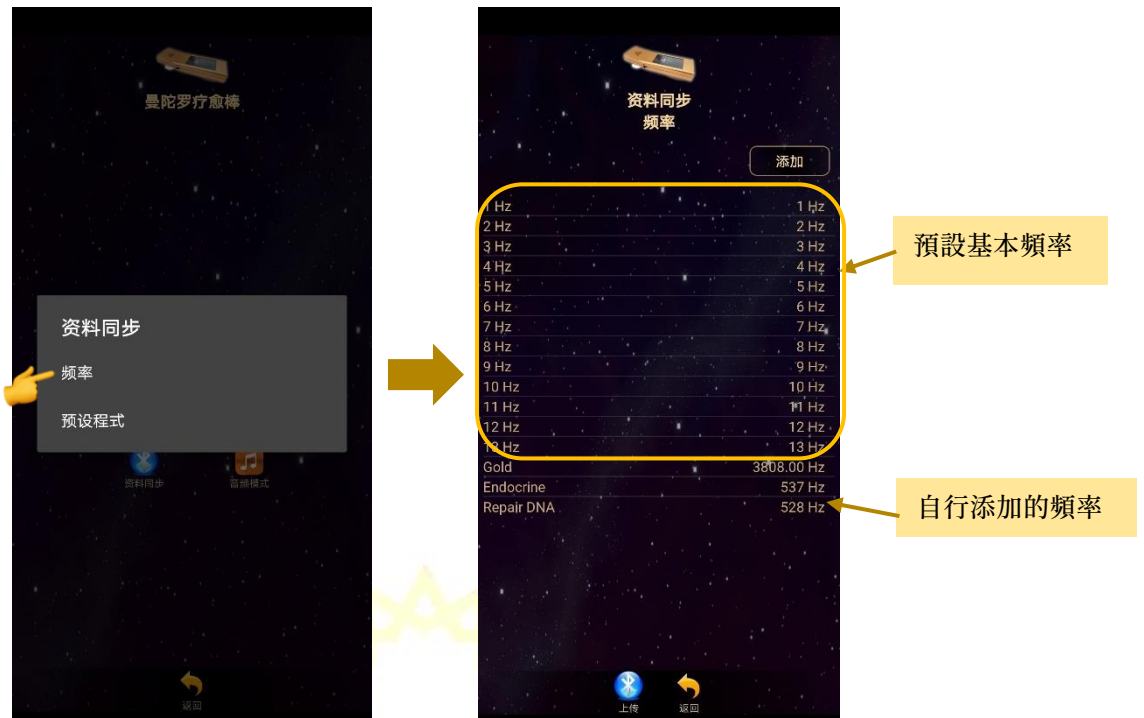 曼陀罗疗愈棒
资料同步
频率
预设程式
资料同步 音频模式
返回
资料同步
频率
添加
1 Hz 1 Hz
2 Hz 2 Hz
3 Hz 3 Hz
4 Hz 4 Hz
5 Hz 5 Hz
6 Hz 6 Hz
7 Hz 7 Hz
8 Hz 8 Hz
9 Hz 9 Hz
10 Hz 10 Hz
11 Hz 11 Hz
12 Hz 12 Hz
13 Hz 13 Hz
Gold 3808.00 Hz
Endocrine 537 Hz
Repair DNA 528 Hz
上传 返回
預設基本頻率
自行添加的頻率